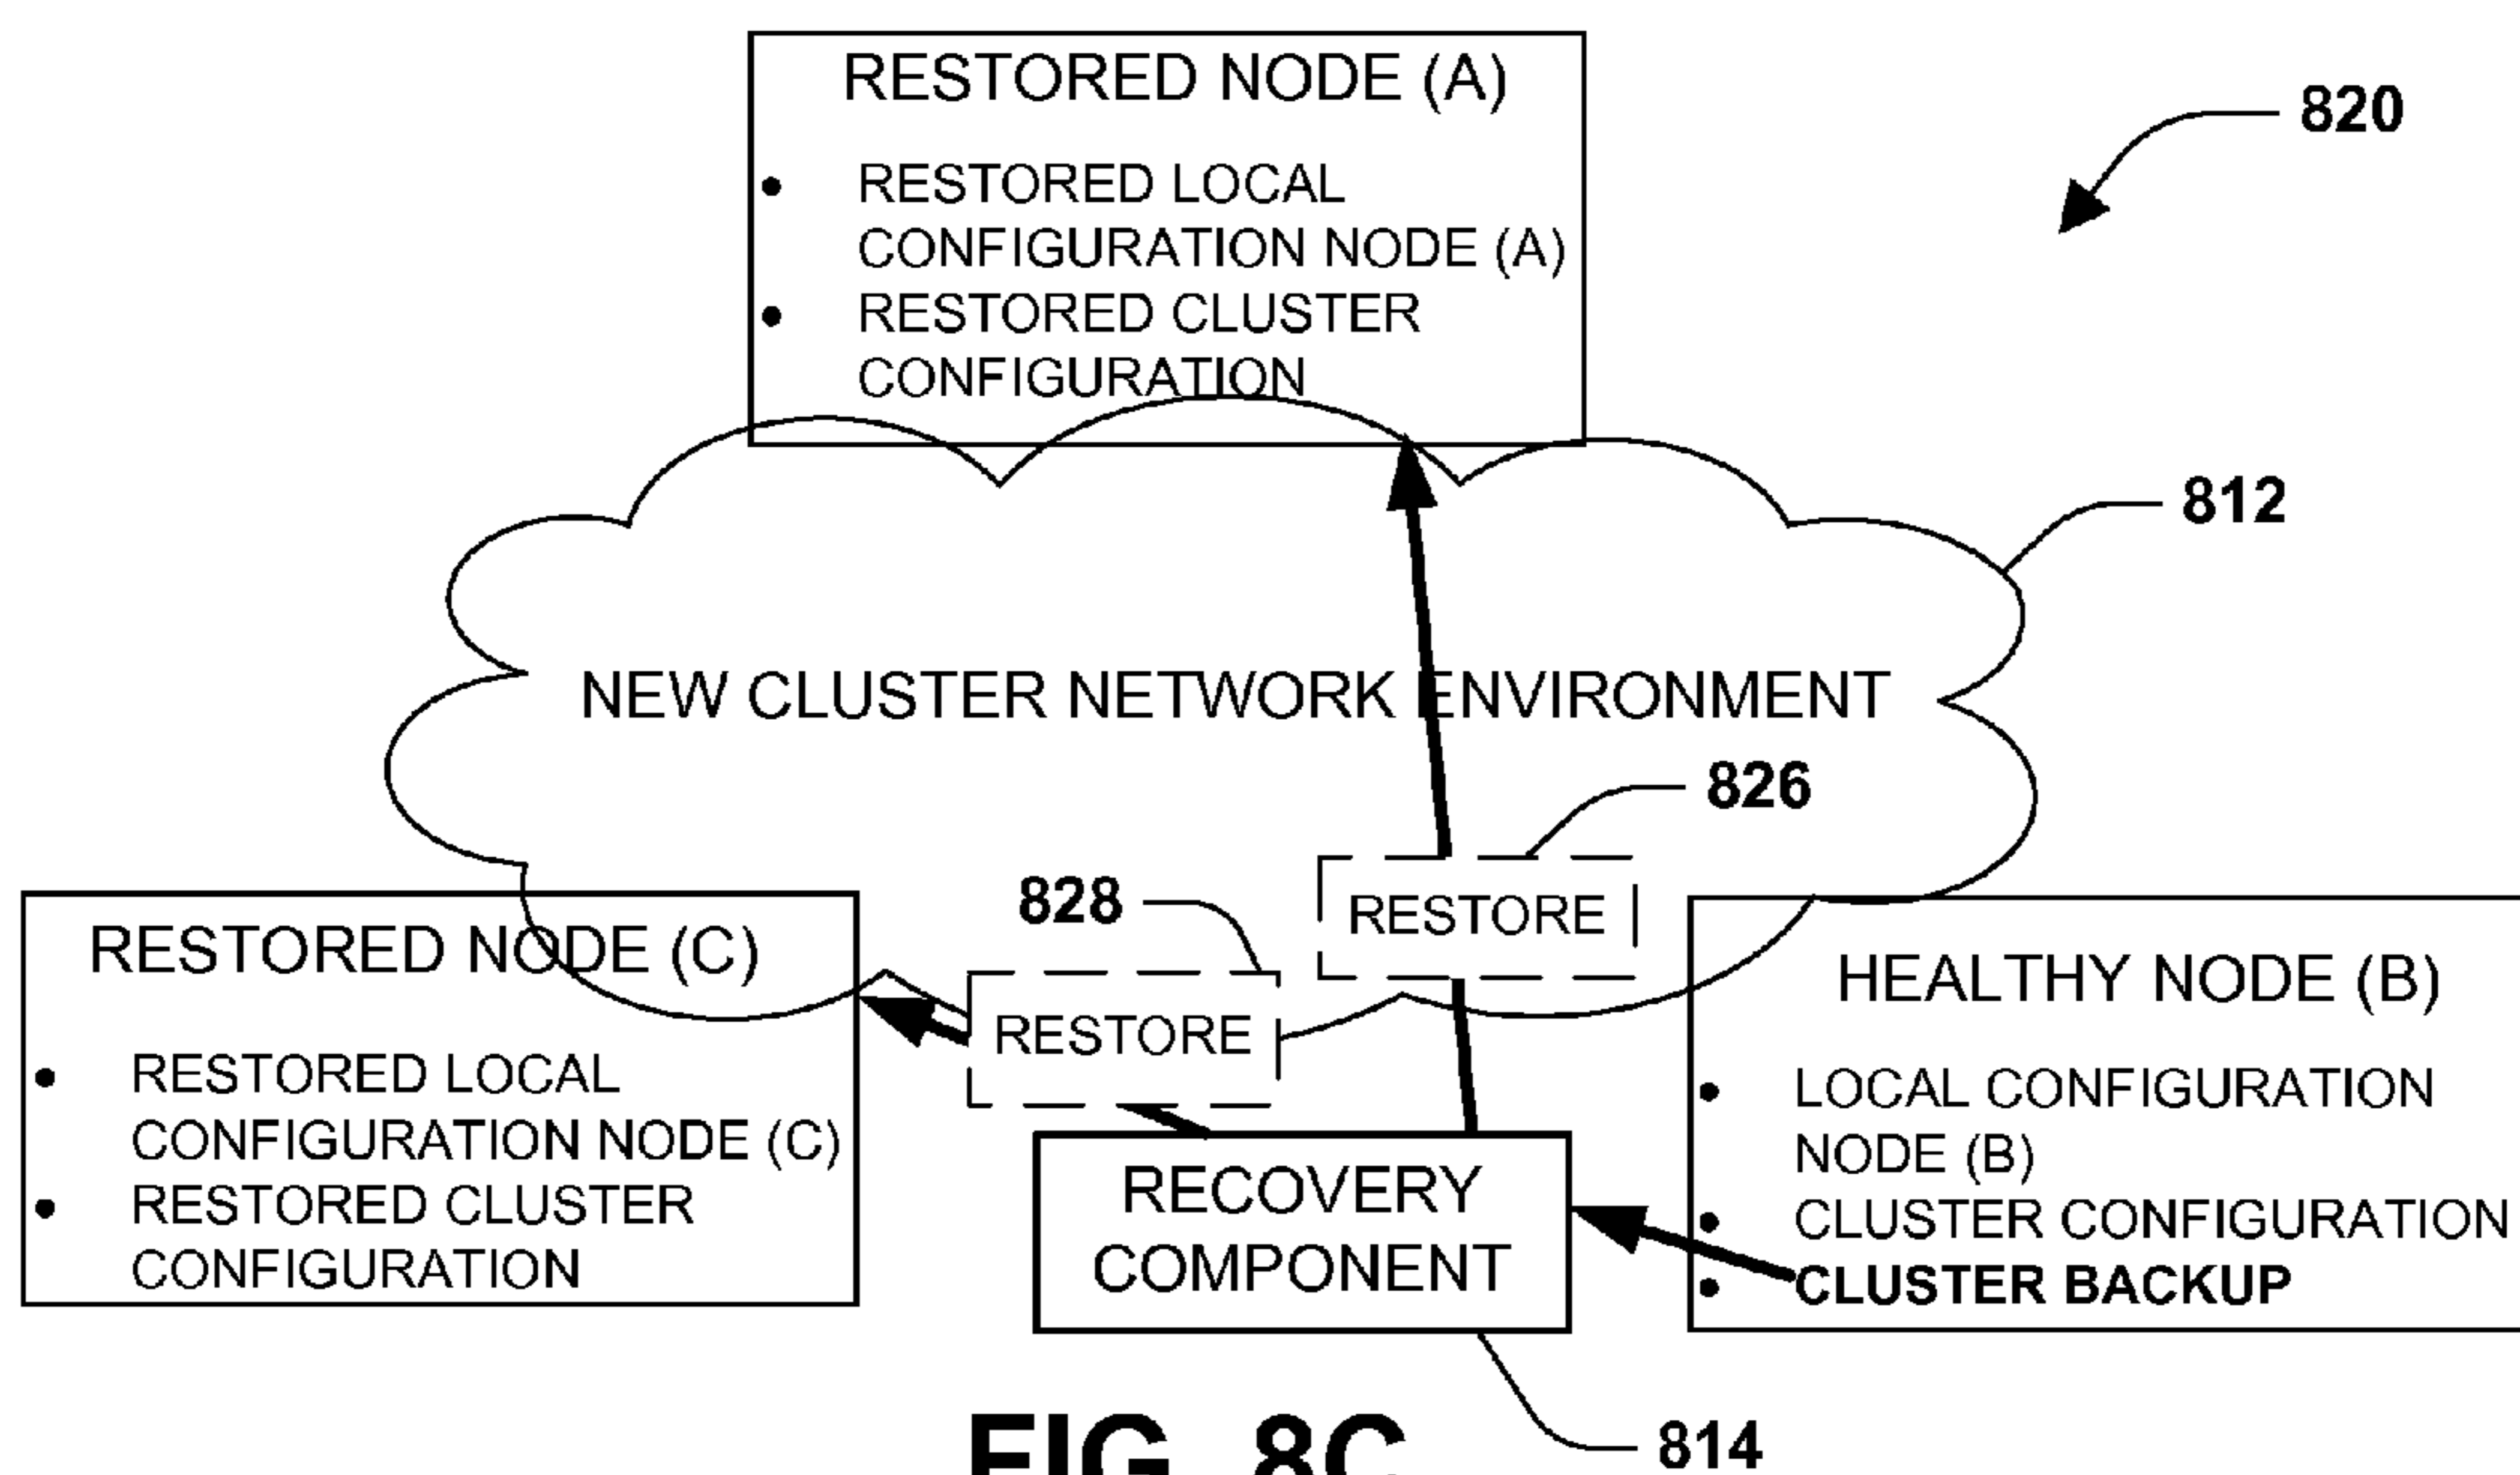 RESTORED NODE (A)
• RESTORED LOCAL
CONFIGURATION NODE (A)
• RESTORED CLUSTER
CONFIGURATION
820
812
NEW CLUSTER NETWORK ENVIRONMENT
826
RESTORE
828
RESTORE
RESTORED NODE (C)
• RESTORED LOCAL
CONFIGURATION NODE (C)
• RESTORED CLUSTER
CONFIGURATION
RECOVERY
COMPONENT
HEALTHY NODE (B)
• LOCAL CONFIGURATION
NODE (B)
• CLUSTER CONFIGURATION
• CLUSTER BACKUP
814
FIG. 8C